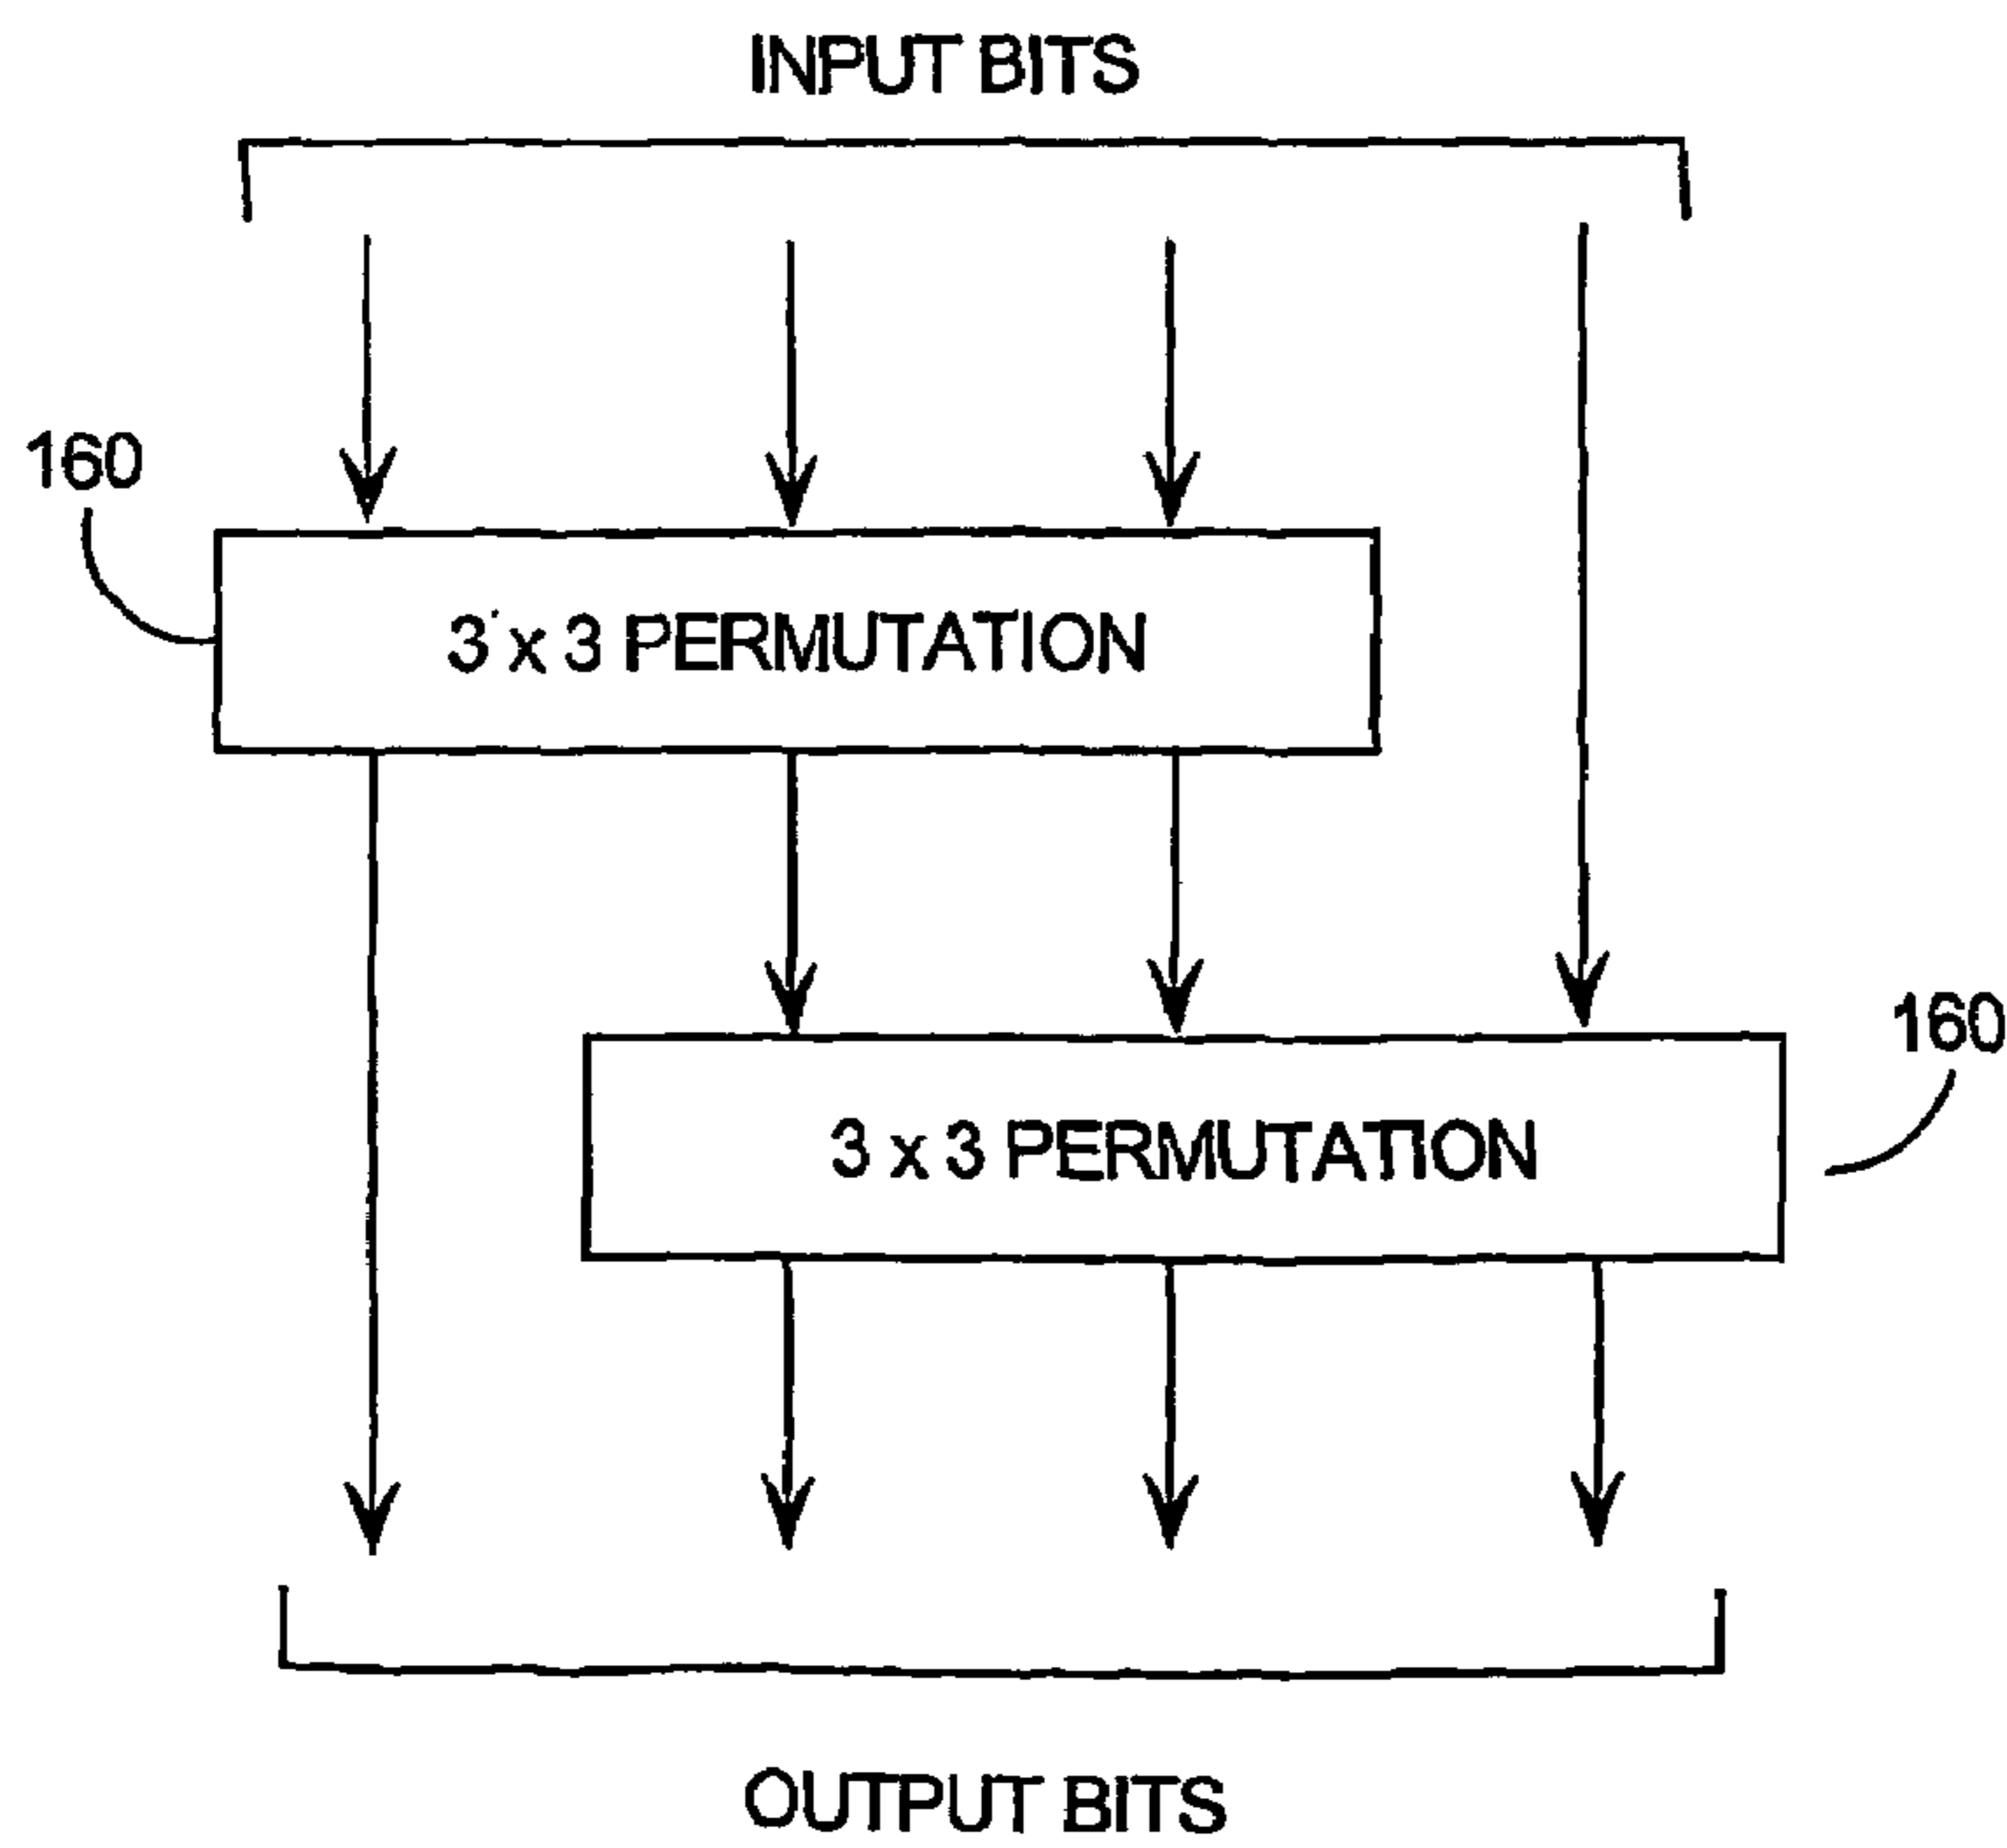 INPUT BITS
160
3 x 3 PERMUTATION
160
3 x 3 PERMUTATION
OUTPUT BITS